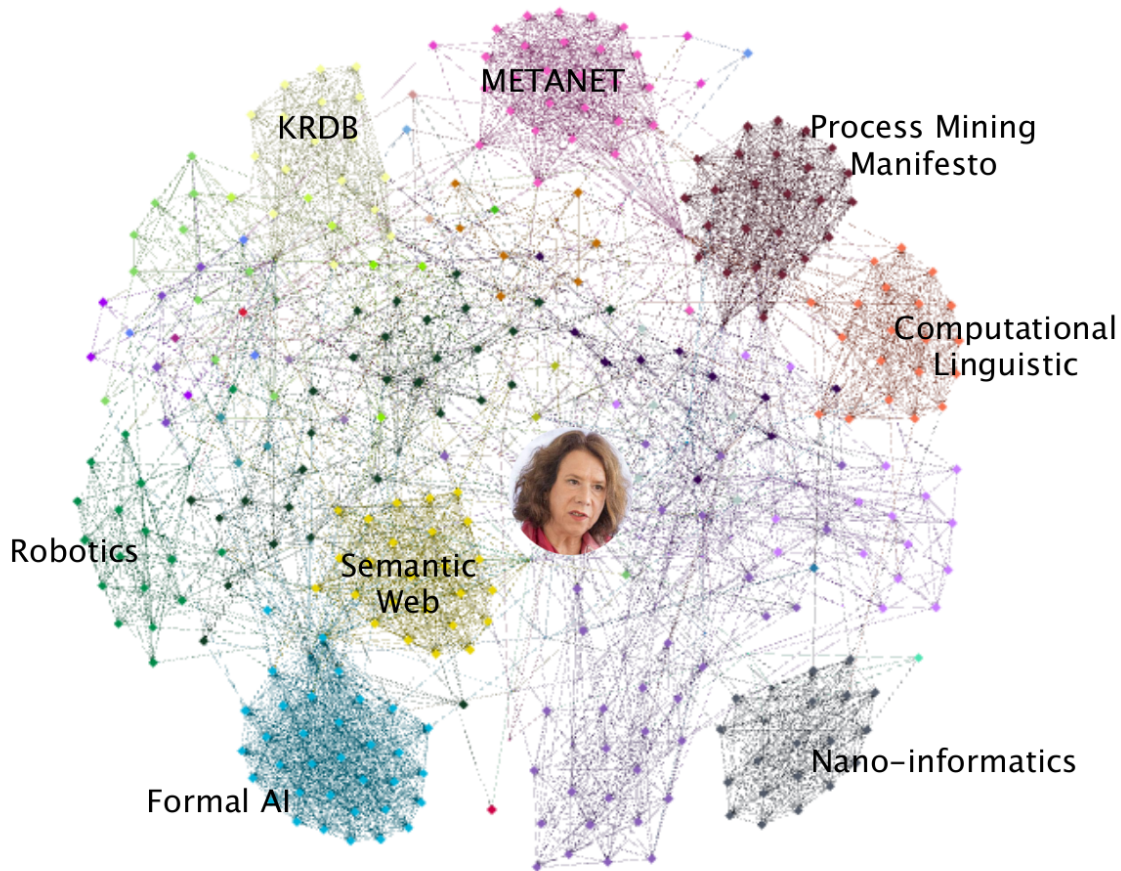 METANET
KRDB
Process Mining
Manifesto
Computational
Linguistic
Robotics
Semantic
Web
Nano-informatics
Formal AI